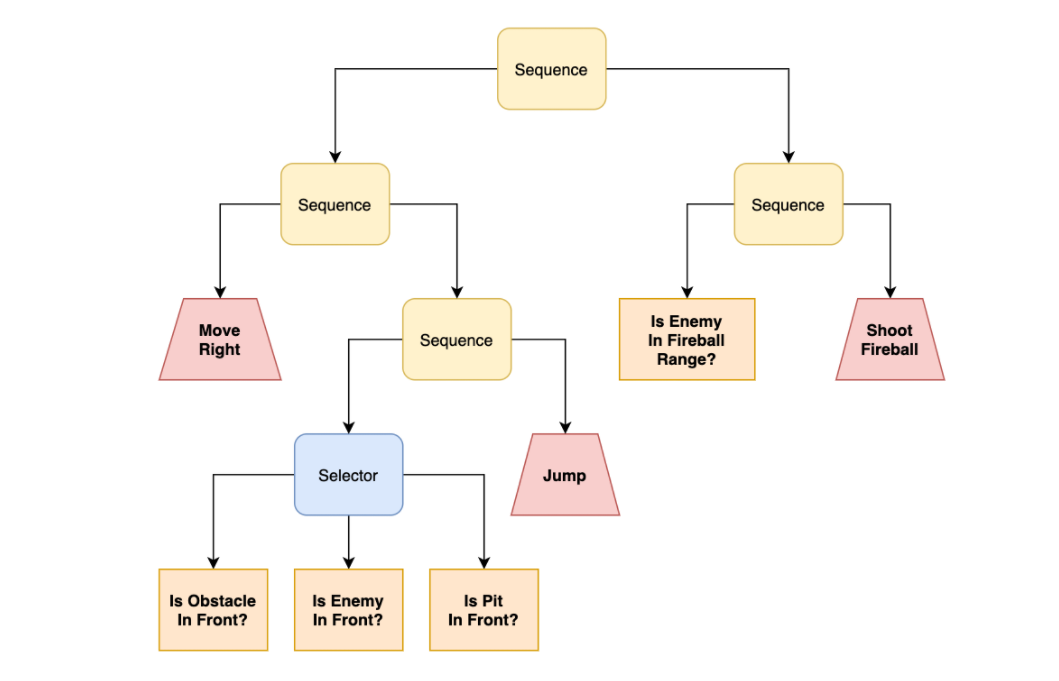 Sequence
Sequence
Sequence
Move
Right
Sequence
Is Enemy
In Fireball
Range?
Shoot
Fireball
Selector
Jump
Is Obstacle
In Front?
Is Enemy
In Front?
Is Pit
In Front?